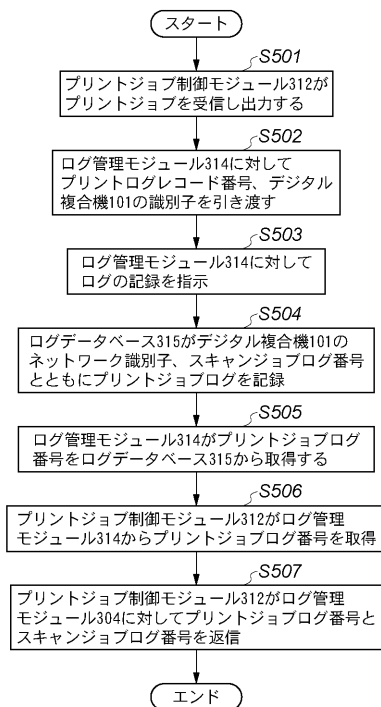 スタート
S501
プリントジョブ制御モジュール312が
プリントジョブを受信し出力する
S502
ログ管理モジュール314に対して
プリントログレコード番号、デジタル
複合機101の識別子を引き渡す
S503
ログ管理モジュール314に対して
ログの記録を指示
S504
ログデータベース315がデジタル複合機101の
ネットワーク識別子、スキャンジョブログ番号
とともにプリントジョブログを記録
S505
ログ管理モジュール314がプリントジョブログ
番号をログデータベース315から取得する
S506
プリントジョブ制御モジュール312がログ管理
モジュール314からプリントジョブログ番号を取得
S507
プリントジョブ制御モジュール312がログ管理
モジュール304に対してプリントジョブログ番号と
スキャンジョブログ番号を返信
エンド